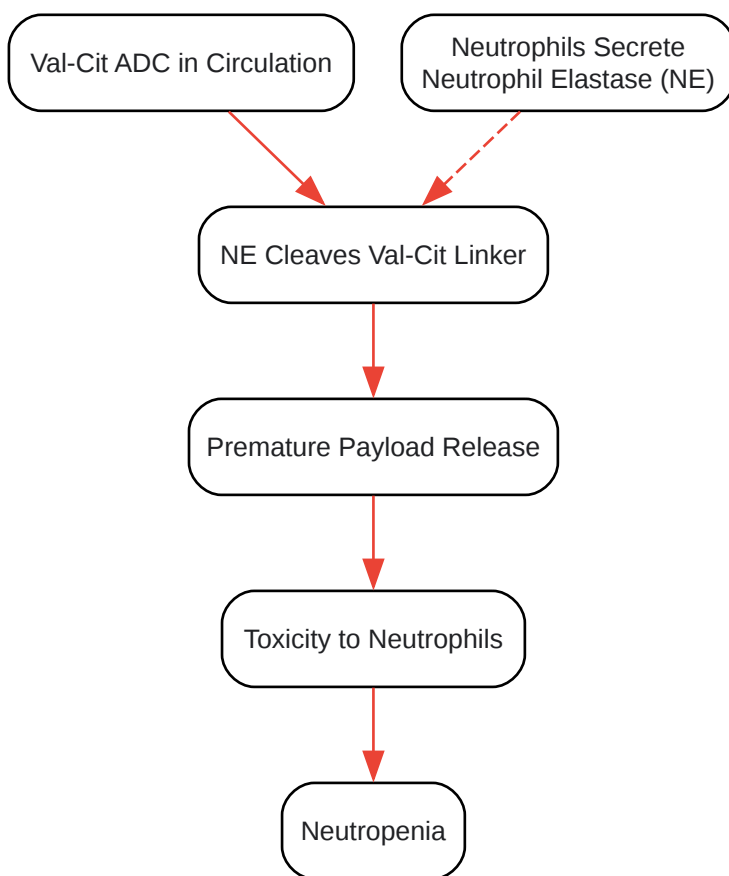 Val-Cit ADC in Circulation
Neutrophils Secrete
Neutrophil Elastase (NE)
NE Cleaves Val-Cit Linker
Premature Payload Release
Toxicity to Neutrophils
Neutropenia